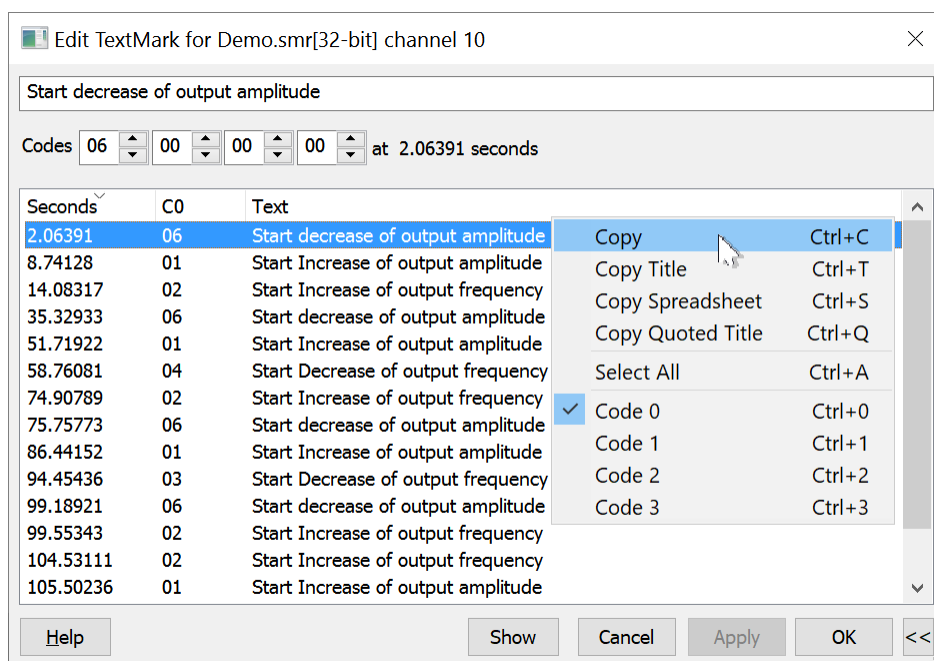 Edit TextMark for Demo.smr[32-bit] channel 10
Start decrease of output amplitude
Codes 06 00 00 00 at 2.06391 seconds
Seconds C0 Text
2.06391 06 Start decrease of output amplitude
8.74128 01 Start Increase of output amplitude
14.08317 02 Start Increase of output frequency
35.32933 06 Start decrease of output amplitude
51.71922 01 Start Increase of output amplitude
58.76081 04 Start Decrease of output frequency
74.90789 02 Start Increase of output frequency
75.75773 06 Start decrease of output amplitude
86.44152 01 Start Increase of output amplitude
94.45436 03 Start Decrease of output frequency
99.18921 06 Start decrease of output amplitude
99.55343 02 Start Increase of output frequency
104.53111 02 Start Increase of output frequency
105.50236 01 Start Increase of output amplitude
Copy Ctrl+C
Copy Title Ctrl+T
Copy Spreadsheet Ctrl+S
Copy Quoted Title Ctrl+Q
Select All Ctrl+A
Code 0 Ctrl+0
Code 1 Ctrl+1
Code 2 Ctrl+2
Code 3 Ctrl+3
Help Show Cancel Apply OK <<